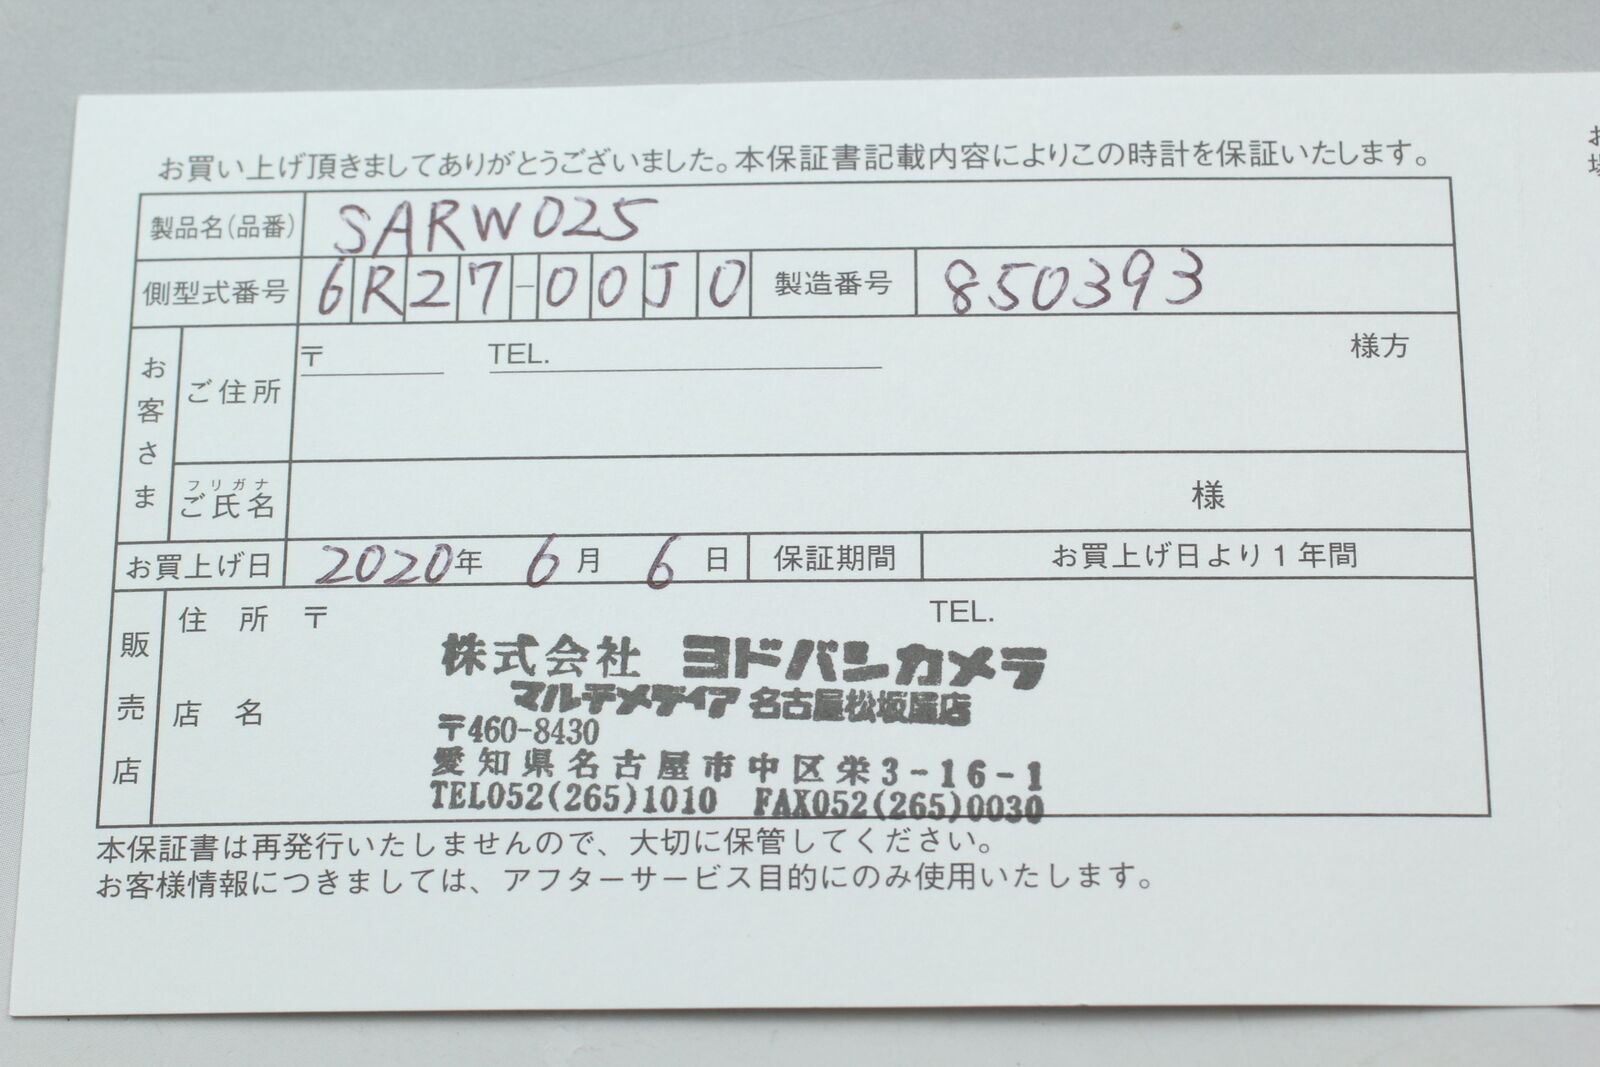 お買い上げ頂きましてありがとうございました。本保証書記載内容によりこの時計を保証いたします。
製品名(品番) SARW025
側型式番号 6R27-00J0 製造番号 850393
お客さま
ご住所 〒 TEL. 様方
フリガナ
ご氏名 様
お買上げ日 2020年 6月 6日 保証期間 お買上げ日より1年間
販売店
住所 〒 TEL.
株式会社 ヨドバシカメラ
マルチメディア 名古屋松坂屋店
店名
〒460-8430
愛知県名古屋市中区栄3-16-1
TEL052(265)1010 FAX052(265)0030
本保証書は再発行いたしませんので、大切に保管してください。
お客様情報につきましては、アフターサービス目的にのみ使用いたします。
お